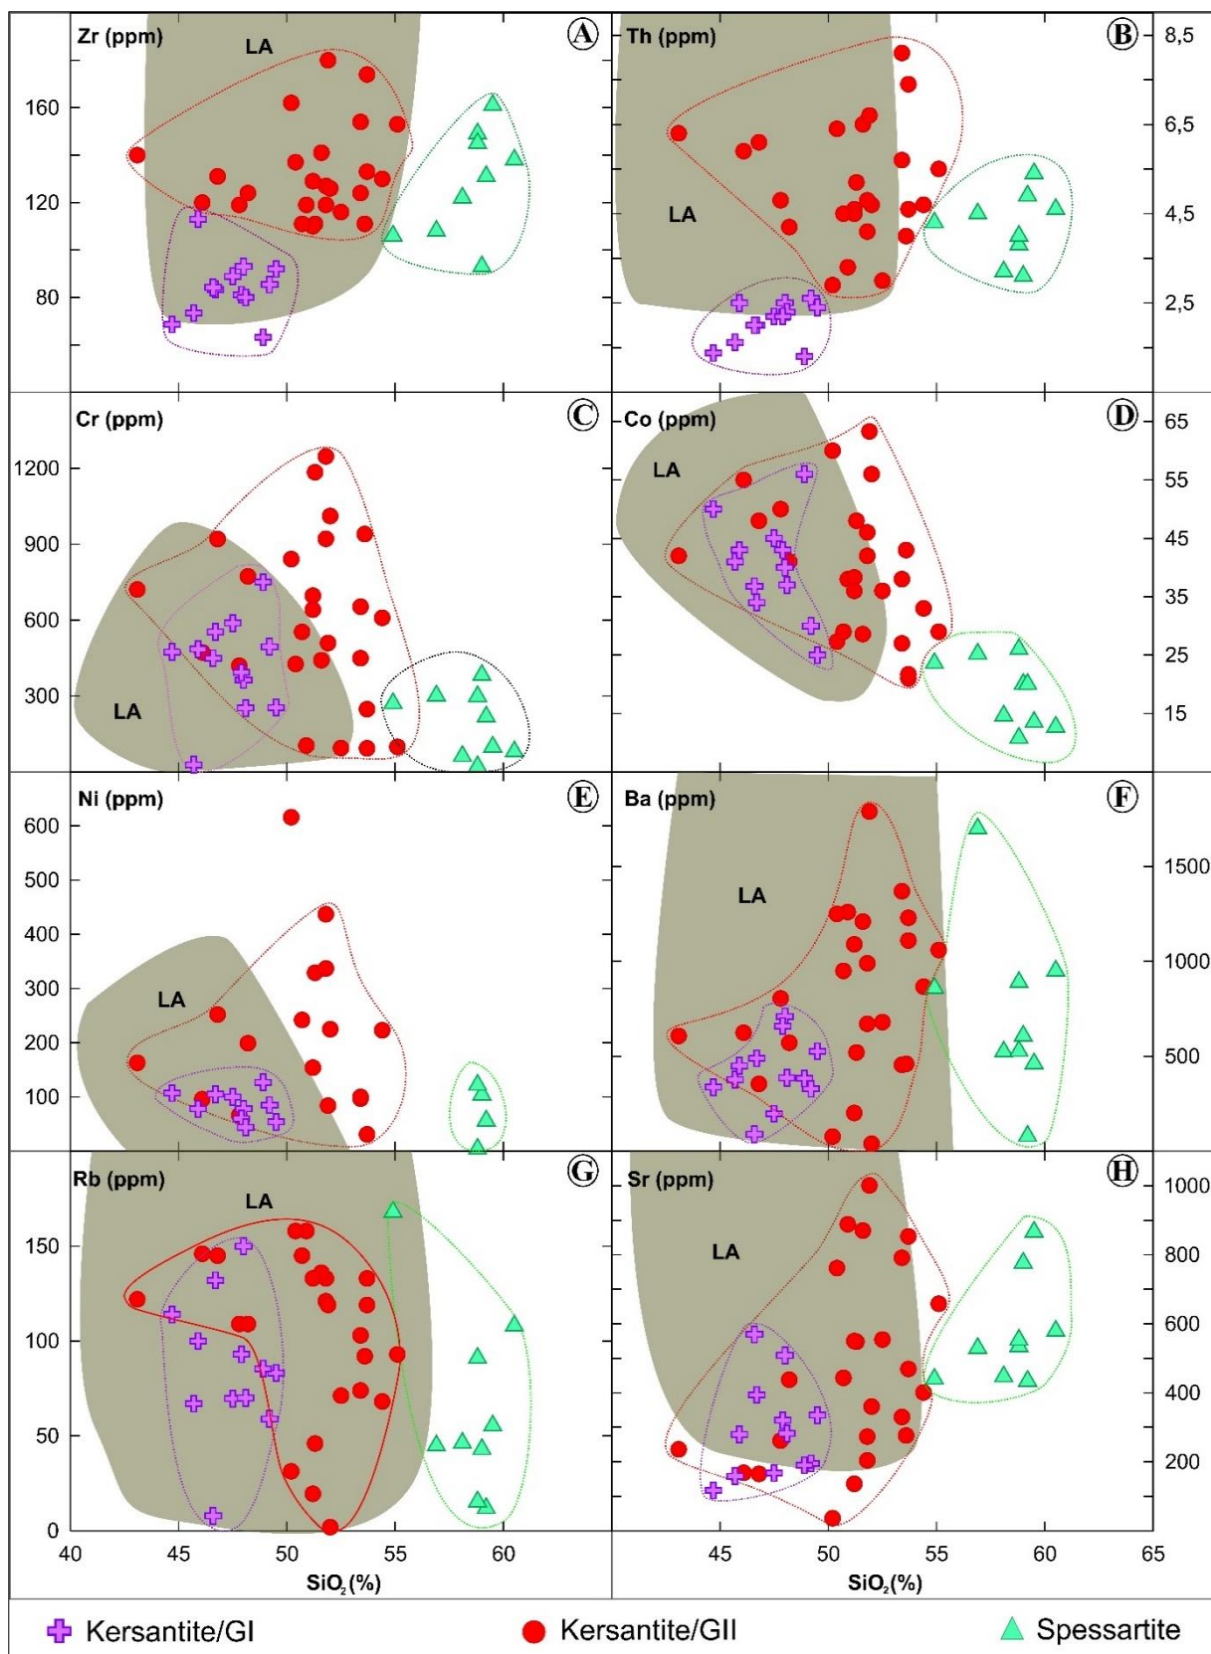 Zr (ppm)
LA
A
160
120
80
Th (ppm)
LA
B
8,5
6,5
4,5
2,5
Cr (ppm)
LA
C
1200
900
600
300
Co (ppm)
LA
D
65
55
45
35
25
15
Ni (ppm)
LA
E
600
500
400
300
200
100
Ba (ppm)
LA
F
1500
1000
500
Rb (ppm)
LA
G
150
100
50
0
Sr (ppm)
LA
H
1000
800
600
400
200
40 45 50 55 60
45 50 55 60 65
SiO₂(%)
SiO₂(%)
Kersantite/GI Kersantite/GII Spessartite